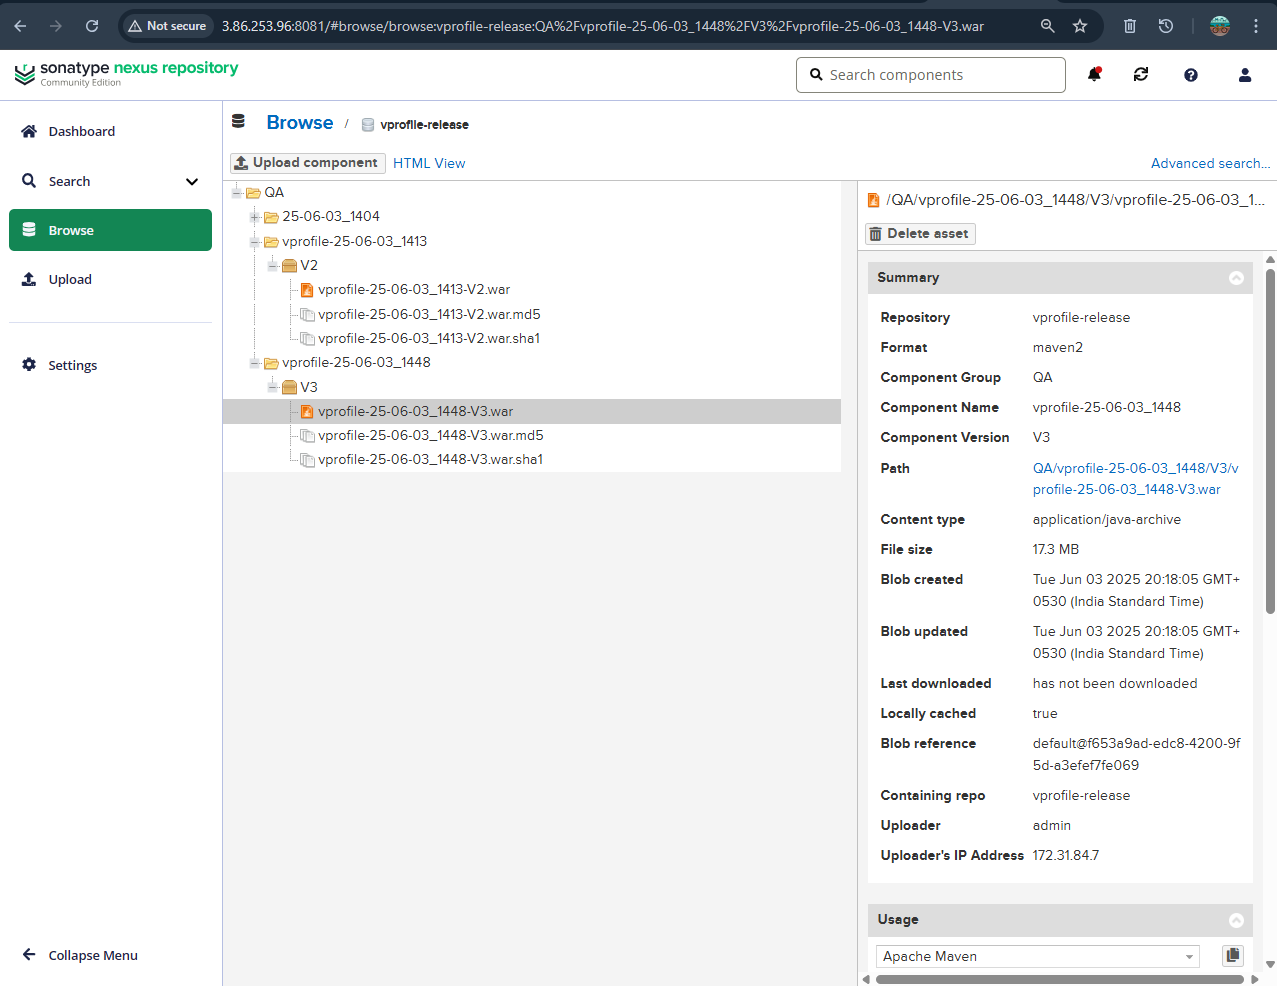 Not secure 3.86.253.96:8081/#browse/browse:vprofile-release:QA%2Fvprofile-25-06-03_1448%2FV3%2Fvprofile-25-06-03_1448-V3.war
sonatype nexus repository
Community Edition
Search components
Dashboard
Search
Browse
Upload
Settings
Collapse Menu
Browse / vprofile-release
Upload component HTML View Advanced search...
QA
25-06-03_1404
vprofile-25-06-03_1413
V2
vprofile-25-06-03_1413-V2.war
vprofile-25-06-03_1413-V2.war.md5
vprofile-25-06-03_1413-V2.war.sha1
vprofile-25-06-03_1448
V3
vprofile-25-06-03_1448-V3.war
vprofile-25-06-03_1448-V3.war.md5
vprofile-25-06-03_1448-V3.war.sha1
/QA/vprofile-25-06-03_1448/V3/vprofile-25-06-03_1...
Delete asset
Summary
Repository vprofile-release
Format maven2
Component Group QA
Component Name vprofile-25-06-03_1448
Component Version V3
Path QA/vprofile-25-06-03_1448/V3/v
profile-25-06-03_1448-V3.war
Content type application/java-archive
File size 17.3 MB
Blob created Tue Jun 03 2025 20:18:05 GMT+
0530 (India Standard Time)
Blob updated Tue Jun 03 2025 20:18:05 GMT+
0530 (India Standard Time)
Last downloaded has not been downloaded
Locally cached true
Blob reference default@f653a9ad-edc8-4200-9f
5d-a3efef7fe069
Containing repo vprofile-release
Uploader admin
Uploader's IP Address 172.31.84.7
Usage
Apache Maven